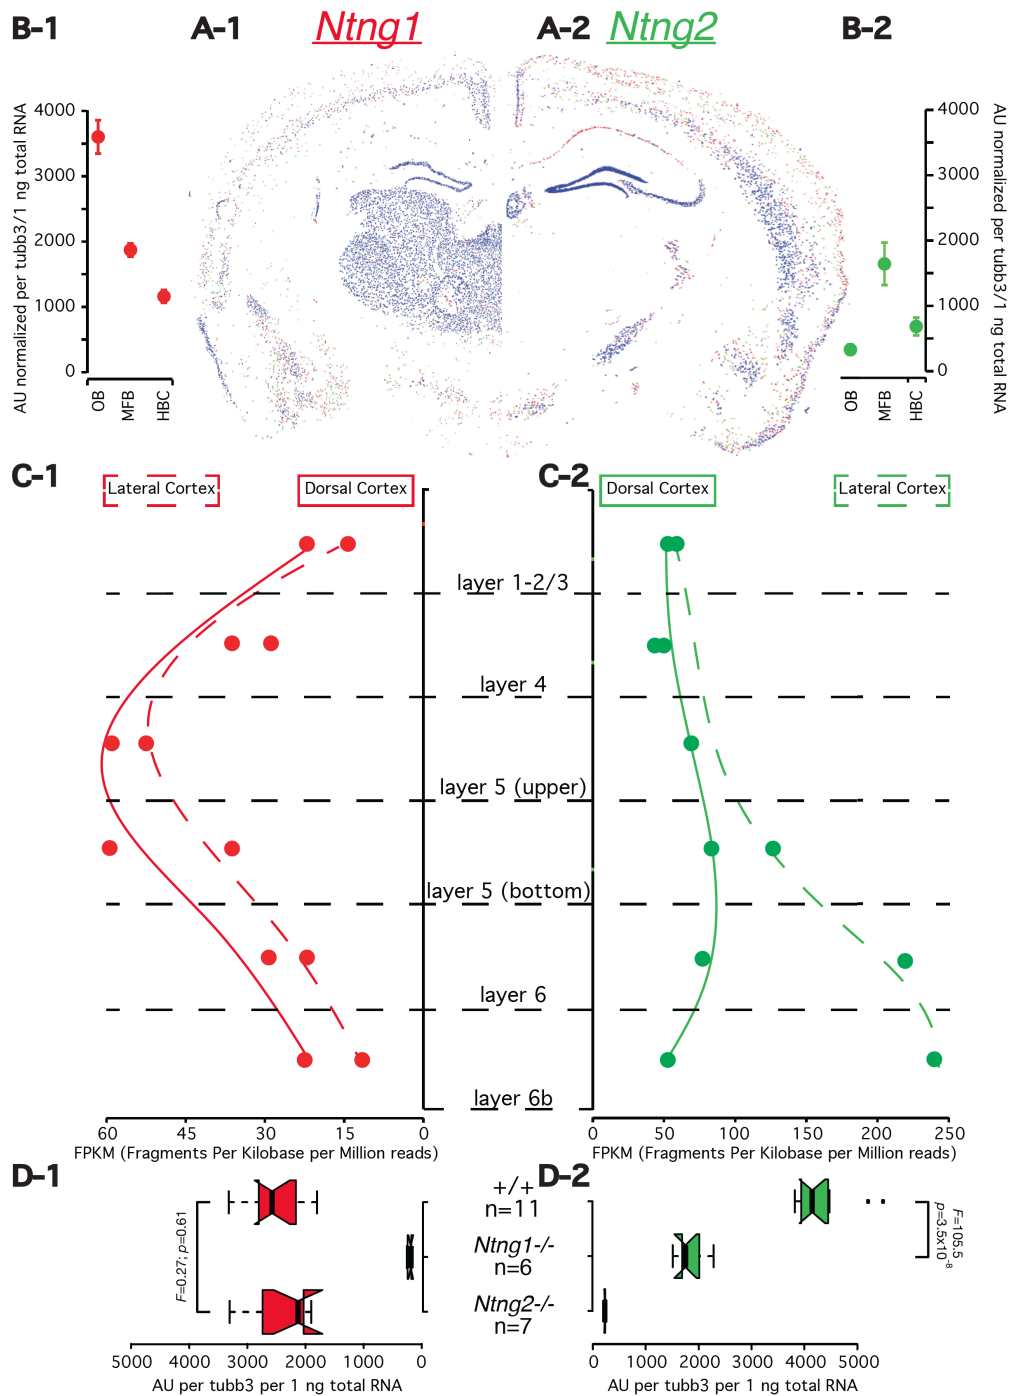 B-1 A-1 Ntng1 A-2 Ntng2 B-2
AU normalized per tubb3/1 ng total RNA
4000
3000
2000
1000
0
OB MFB HBC
4000
3000
2000
1000
0
AU normalized per tubb3/1 ng total RNA
OB MFB HBC
C-1
Lateral Cortex
Dorsal Cortex
C-2
Dorsal Cortex
Lateral Cortex
layer 1-2/3
layer 4
layer 5 (upper)
layer 5 (bottom)
layer 6
layer 6b
60 45 30 15 0
FPKM (Fragments Per Kilobase per Million reads)
0 50 100 150 200 250
FPKM (Fragments Per Kilobase per Million reads)
D-1
F=0.27; p=0.61
+/+
n=11
Ntng1-/-
n=6
Ntng2-/-
n=7
D-2
F=105.5
p=3.5x10-8
5000 4000 3000 2000 1000 0
AU per tubb3 per 1 ng total RNA
0 1000 2000 3000 4000 5000
AU per tubb3 per 1 ng total RNA